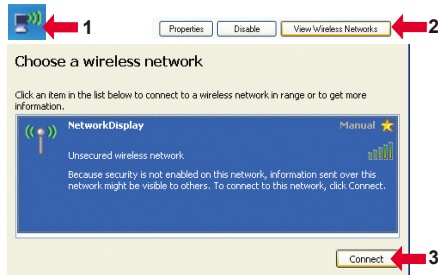 1
Properties Disable View Wireless Networks 2
Choose a wireless network
Click an item in the list below to connect to a wireless network in range or to get more
information.
NetworkDisplay Manual
Unsecured wireless network
Because security is not enabled on this network, information sent over this
network might be visible to others. To connect to this network, click Connect.
Connect 3